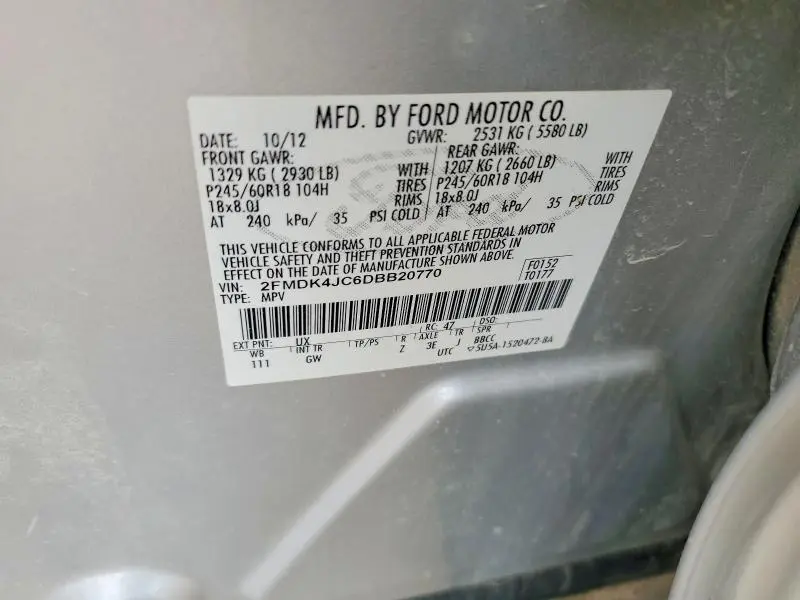 MFD. BY FORD MOTOR CO.
DATE: 10/12 GVWR: 2531 KG ( 5580 LB)
FRONT GAWR: REAR GAWR:
1329 KG ( 2930 LB) WITH 1207 KG ( 2660 LB) WITH
P245/60R18 104H TIRES P245/60R18 104H TIRES
18x8.0J RIMS 18x8.0J RIMS
AT 240 kPa/ 35 PSI COLD AT 240 kPa/ 35 PSI COLD
THIS VEHICLE CONFORMS TO ALL APPLICABLE FEDERAL MOTOR
VEHICLE SAFETY AND THEFT PREVENTION STANDARDS IN
EFFECT ON THE DATE OF MANUFACTURE SHOWN ABOVE.
VIN: 2FMDK4JC6DBB20770 F0152
TYPE: MPV T0177
EXT PNT: UX RC: 47 DSO:
WB INT TR TP/PS R AXLE TR SPR
111 GW Z 3E J BBCC
UTC ▽5U5A-1520472-BA